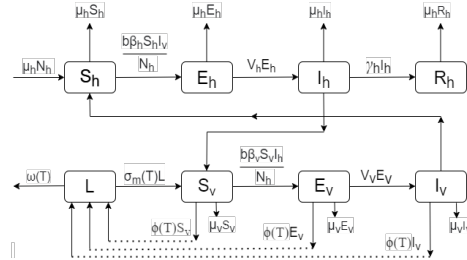 μhSh μhEh μhIh μhRh
bβhShIv
Nh
μhNh Sh Eh VhEh Ih γhIh Rh
bβvSvIh
Nh
ω(T) L σm(T)L Sv Ev VvEv Iv
μvSv μvEv μvIv
ϕ(T)Sv ϕ(T)Ev ϕ(T)Iv